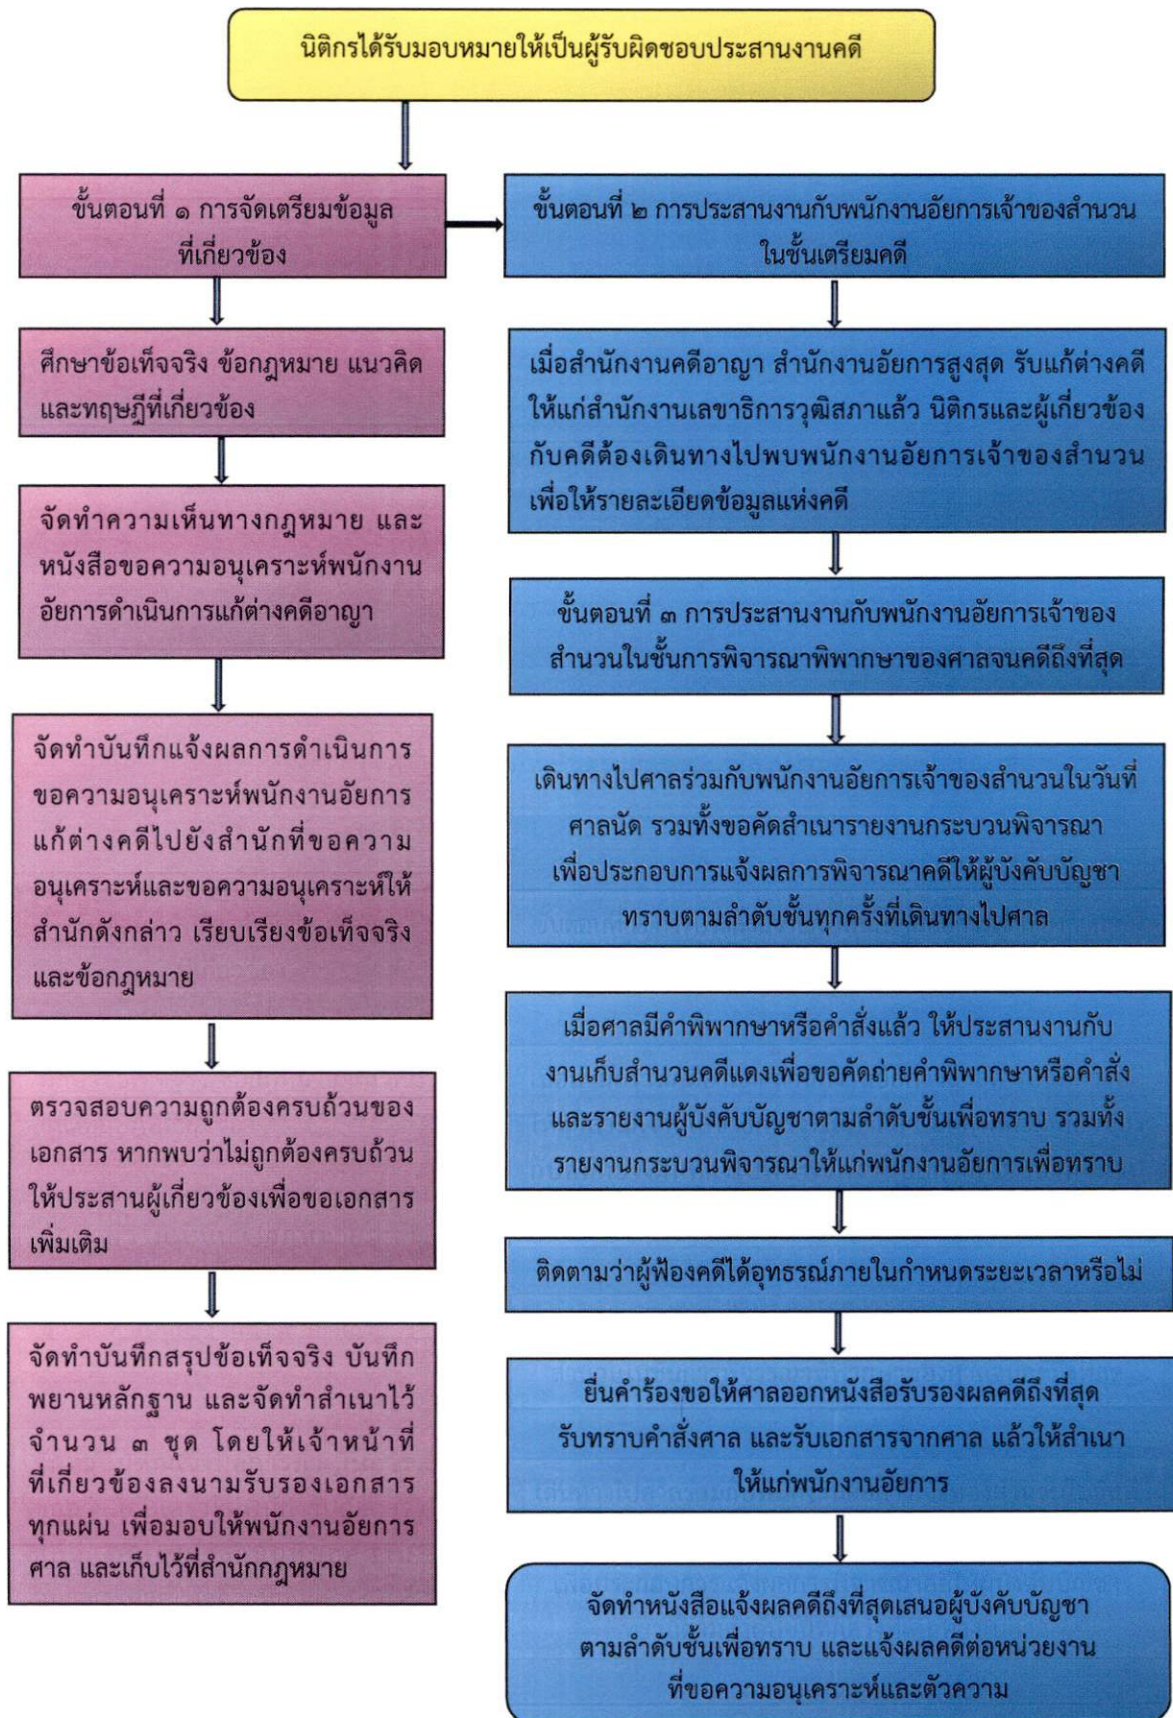 นิติกรได้รับมอบหมายให้เป็นผู้รับผิดชอบประสานงานคดี
ขั้นตอนที่ ๑ การจัดเตรียมข้อมูล
ที่เกี่ยวข้อง
ศึกษาข้อเท็จจริง ข้อกฎหมาย แนวคิด
และทฤษฎีที่เกี่ยวข้อง
จัดทำความเห็นทางกฎหมาย และ
หนังสือขอความอนุเคราะห์พนักงาน
อัยการดำเนินการแก้ต่างคดีอาญา
จัดทำบันทึกแจ้งผลการดำเนินการ
ขอความอนุเคราะห์พนักงานอัยการ
แก้ต่างคดีไปยังสำนักที่ขอความ
อนุเคราะห์และขอความอนุเคราะห์ให้
สำนักดังกล่าว เรียบเรียงข้อเท็จจริง
และข้อกฎหมาย
ตรวจสอบความถูกต้องครบถ้วนของ
เอกสาร หากพบว่าไม่ถูกต้องครบถ้วน
ให้ประสานผู้เกี่ยวข้องเพื่อขอเอกสาร
เพิ่มเติม
จัดทำบันทึกสรุปข้อเท็จจริง บันทึก
พยานหลักฐาน และจัดทำสำเนาไว้
จำนวน ๓ ชุด โดยให้เจ้าหน้าที่
ที่เกี่ยวข้องลงนามรับรองเอกสาร
ทุกแผ่น เพื่อมอบให้พนักงานอัยการ
ศาล และเก็บไว้ที่สำนักกฎหมาย
ขั้นตอนที่ ๒ การประสานงานกับพนักงานอัยการเจ้าของสำนวน
ในชั้นเตรียมคดี
เมื่อสำนักงานคดีอาญา สำนักงานอัยการสูงสุด รับแก้ต่างคดี
ให้แก่สำนักงานเลขาธิการวุฒิสภาแล้ว นิติกรและผู้เกี่ยวข้อง
กับคดีต้องเดินทางไปพบพนักงานอัยการเจ้าของสำนวน
เพื่อให้รายละเอียดข้อมูลแห่งคดี
ขั้นตอนที่ ๓ การประสานงานกับพนักงานอัยการเจ้าของ
สำนวนในชั้นการพิจารณาพิพากษาของศาลจนคดีถึงที่สุด
เดินทางไปศาลร่วมกับพนักงานอัยการเจ้าของสำนวนในวันที่
ศาลนัด รวมทั้งขอคัดสำเนารายงานกระบวนพิจารณา
เพื่อประกอบการแจ้งผลการพิจารณาคดีให้ผู้บังคับบัญชา
ทราบตามลำดับชั้นทุกครั้งที่เดินทางไปศาล
เมื่อศาลมีคำพิพากษาหรือคำสั่งแล้ว ให้ประสานงานกับ
งานเก็บสำนวนคดีแดงเพื่อขอคัดถ่ายคำพิพากษาหรือคำสั่ง
และรายงานผู้บังคับบัญชาตามลำดับชั้นเพื่อทราบ รวมทั้ง
รายงานกระบวนพิจารณาให้แก่พนักงานอัยการเพื่อทราบ
ติดตามว่าผู้ฟ้องคดีได้อุทธรณ์ภายในกำหนดระยะเวลาหรือไม่
ยื่นคำร้องขอให้ศาลออกหนังสือรับรองผลคดีถึงที่สุด
รับทราบคำสั่งศาล และรับเอกสารจากศาล แล้วให้สำเนา
ให้แก่พนักงานอัยการ
จัดทำหนังสือแจ้งผลคดีถึงที่สุดเสนอผู้บังคับบัญชา
ตามลำดับชั้นเพื่อทราบ และแจ้งผลคดีต่อหน่วยงาน
ที่ขอความอนุเคราะห์และตัวความ